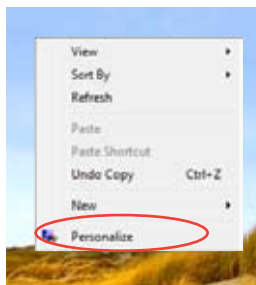 View
Sort By
Refresh
Paste
Paste Shortcut
Undo Copy Ctrl+Z
New
Personalize